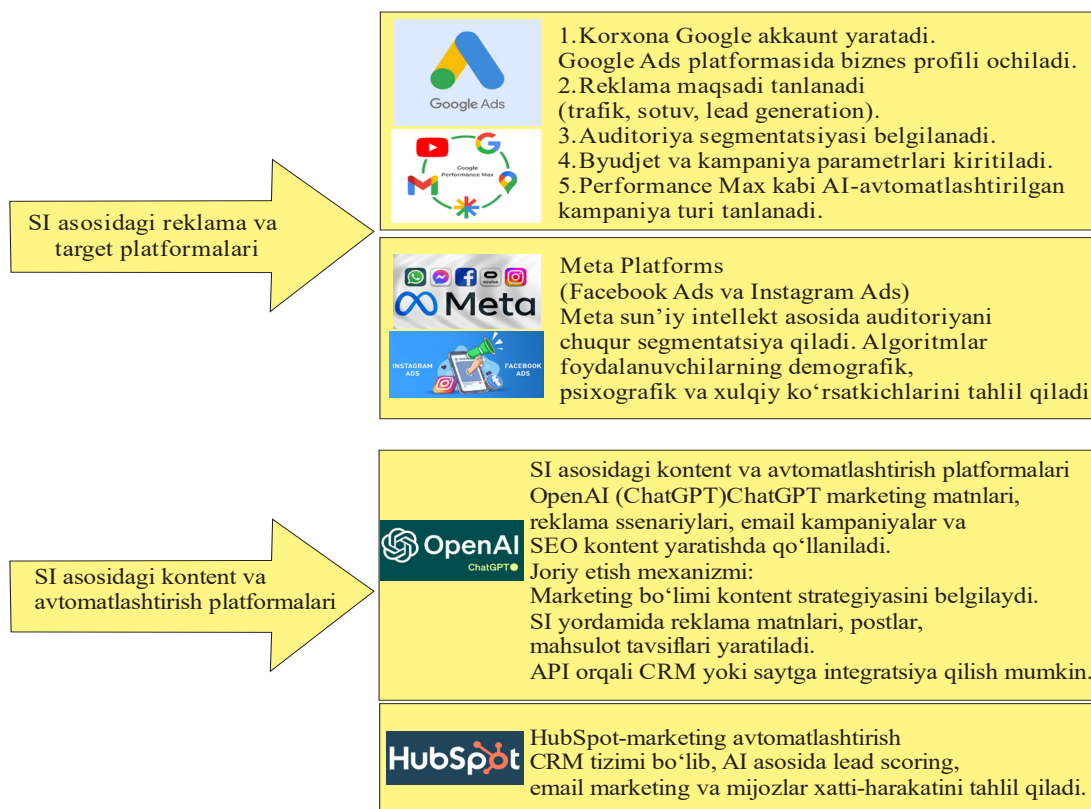 SI asosidagi reklama va
target platformalari
Google Ads
Google
Performance Max
1.Korxona Google akkaunt yaratadi.
Google Ads platformasida biznes profili ochiladi.
2.Reklama maqsadi tanlanadi
(trafik, sotuv, lead generation).
3.Auditoriya segmentatsiyasi belgilanadi.
4.Byudjet va kampaniya parametrlari kiritiladi.
5.Performance Max kabi AI-avtomatlashtirilgan
kampaniya turi tanlanadi.
oculus
Meta
INSTAGRAM
ADS
FACEBOOK
ADS
Meta Platforms
(Facebook Ads va Instagram Ads)
Meta sun’iy intellekt asosida auditoriyani
chuqur segmentatsiya qiladi. Algoritmlar
foydalanuvchilarning demografik,
psixografik va xulqiy ko‘rsatkichlarini tahlil qiladi
SI asosidagi kontent va
avtomatlashtirish platformalari
OpenAI
ChatGPT
SI asosidagi kontent va avtomatlashtirish platformalari
OpenAI (ChatGPT)ChatGPT marketing matnlari,
reklama ssenariylari, email kampaniyalar va
SEO kontent yaratishda qo‘llaniladi.
Joriy etish mexanizmi:
Marketing bo‘limi kontent strategiyasini belgilaydi.
SI yordamida reklama matnlari, postlar,
mahsulot tavsiflari yaratiladi.
API orqali CRM yoki saytga integratsiya qilish mumkin.
HubSpot
HubSpot-marketing avtomatlashtirish
CRM tizimi bo‘lib, AI asosida lead scoring,
email marketing va mijozlar xatti-harakatini tahlil qiladi.